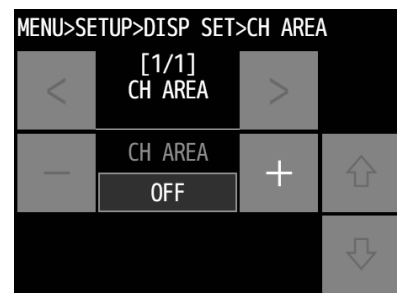 MENU>SETUP>DISP SET>CH AREA
[1/1]
< CH AREA >
CH AREA
− OFF +